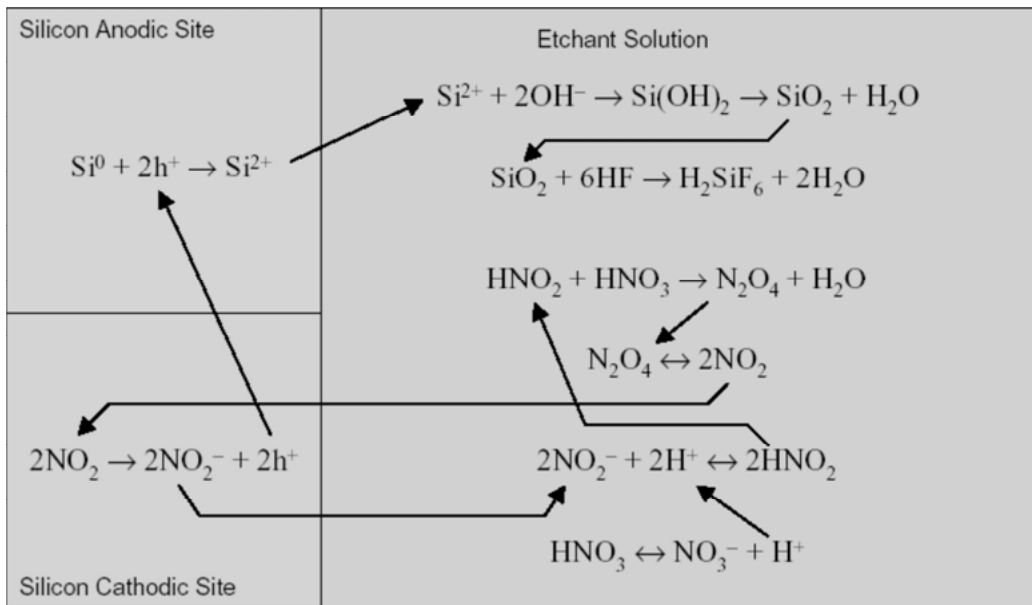 Silicon Anodic Site
Etchant Solution
Si²⁺ + 2OH⁻ → Si(OH)₂ → SiO₂ + H₂O
Si⁰ + 2h⁺ → Si²⁺
SiO₂ + 6HF → H₂SiF₆ + 2H₂O
HNO₂ + HNO₃ → N₂O₄ + H₂O
N₂O₄ ↔ 2NO₂
2NO₂ → 2NO₂⁻ + 2h⁺
2NO₂⁻ + 2H⁺ ↔ 2HNO₂
HNO₃ ↔ NO₃⁻ + H⁺
Silicon Cathodic Site